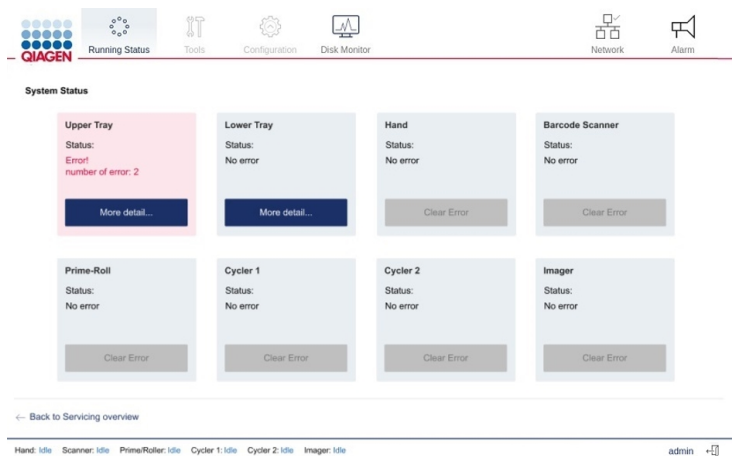 QIAGEN
Running Status
Tools
Configuration
Disk Monitor
Network
Alarm
System Status
Upper Tray
Status:
Error!
number of error: 2
More detail...
Lower Tray
Status:
No error
More detail...
Hand
Status:
No error
Clear Error
Barcode Scanner
Status:
No error
Clear Error
Prime-Roll
Status:
No error
Clear Error
Cycler 1
Status:
No error
Clear Error
Cycler 2
Status:
No error
Clear Error
Imager
Status:
No error
Clear Error
← Back to Servicing overview
Hand: Idle Scanner: Idle Prime/Roller: Idle Cycler 1: Idle Cycler 2: Idle Imager: Idle admin